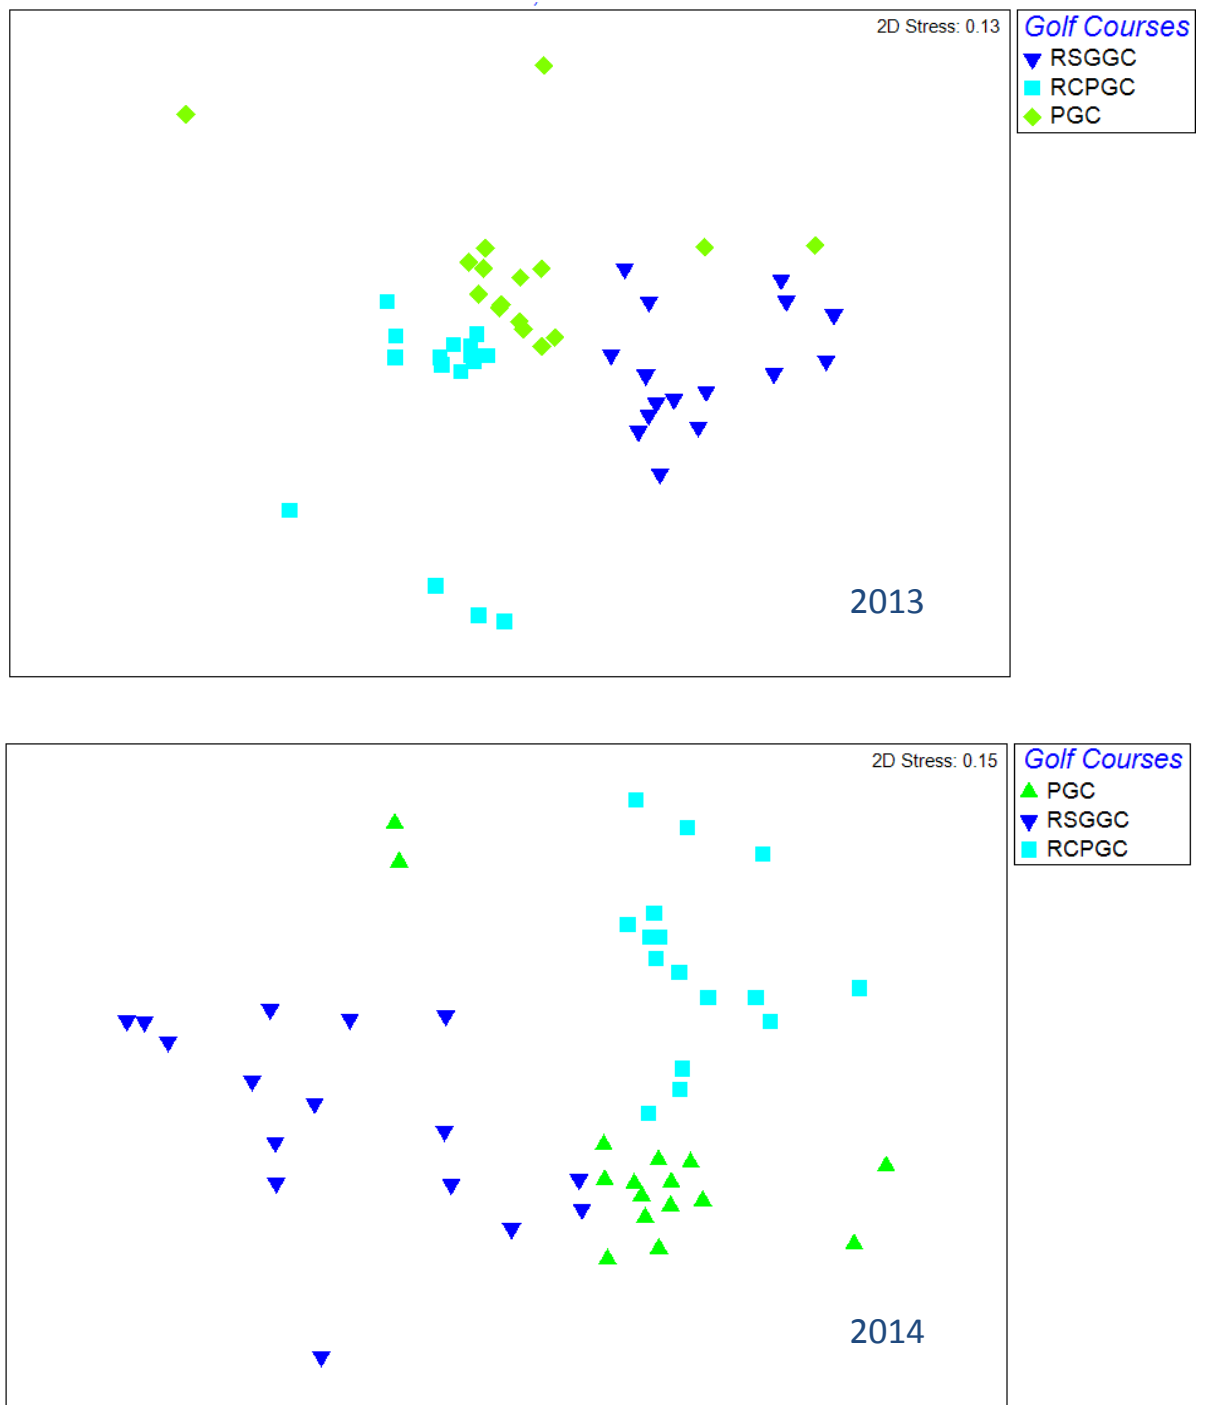 2D Stress: 0.13
Golf Courses
RSGGC
RCPGC
PGC
2013
2D Stress: 0.15
Golf Courses
PGC
RSGGC
RCPGC
2014